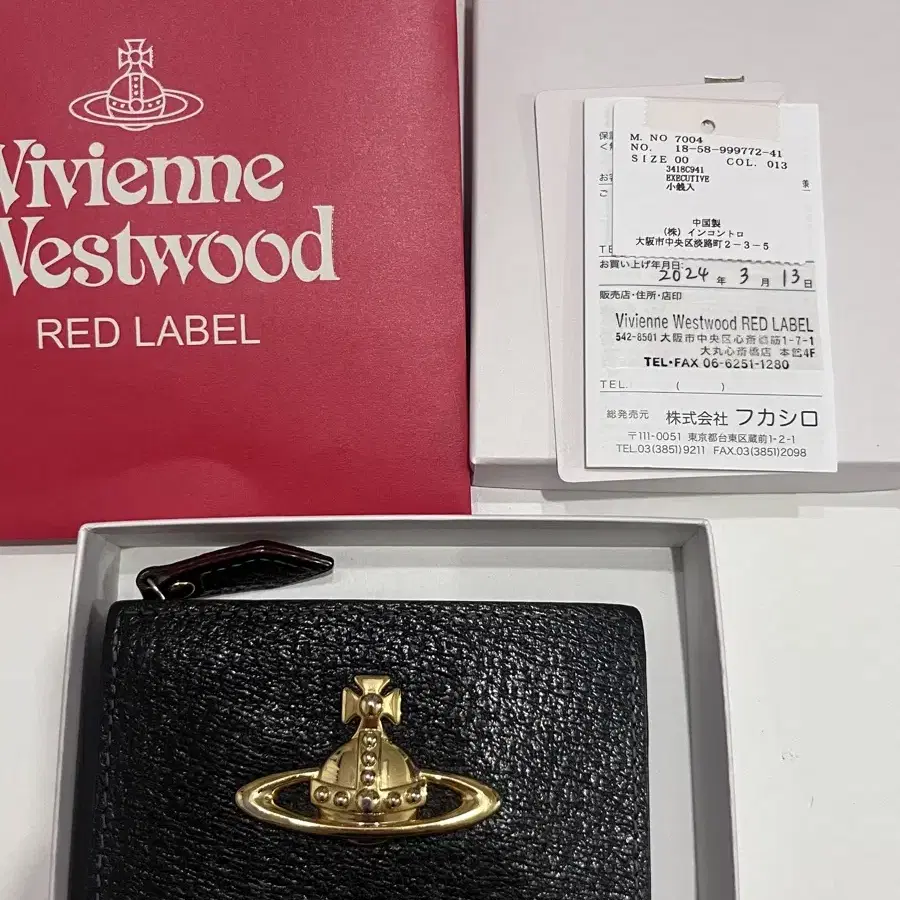 Vivienne
Westwood
RED LABEL
M. NO 7004
NO. 18-58-999772-41
SIZE 00 COL. 013
3418C941
EXECUTIVE
小銭入
中国製
(株) インコントロ
大阪市中央区淡路町2-3-5
お買い上げ年月日:
2024 年 3 月 13 日
販売店・住所・店印
Vivienne Westwood RED LABEL
542-8501 大阪市中央区心斎橋筋1-7-1
大丸心斎橋店 本館4F
TEL・FAX 06-6251-1280
TEL. ( )
総発売元 株式会社 フカシロ
〒111-0051 東京都台東区蔵前1-2-1
TEL.03(3851)9211 FAX.03(3851)2098